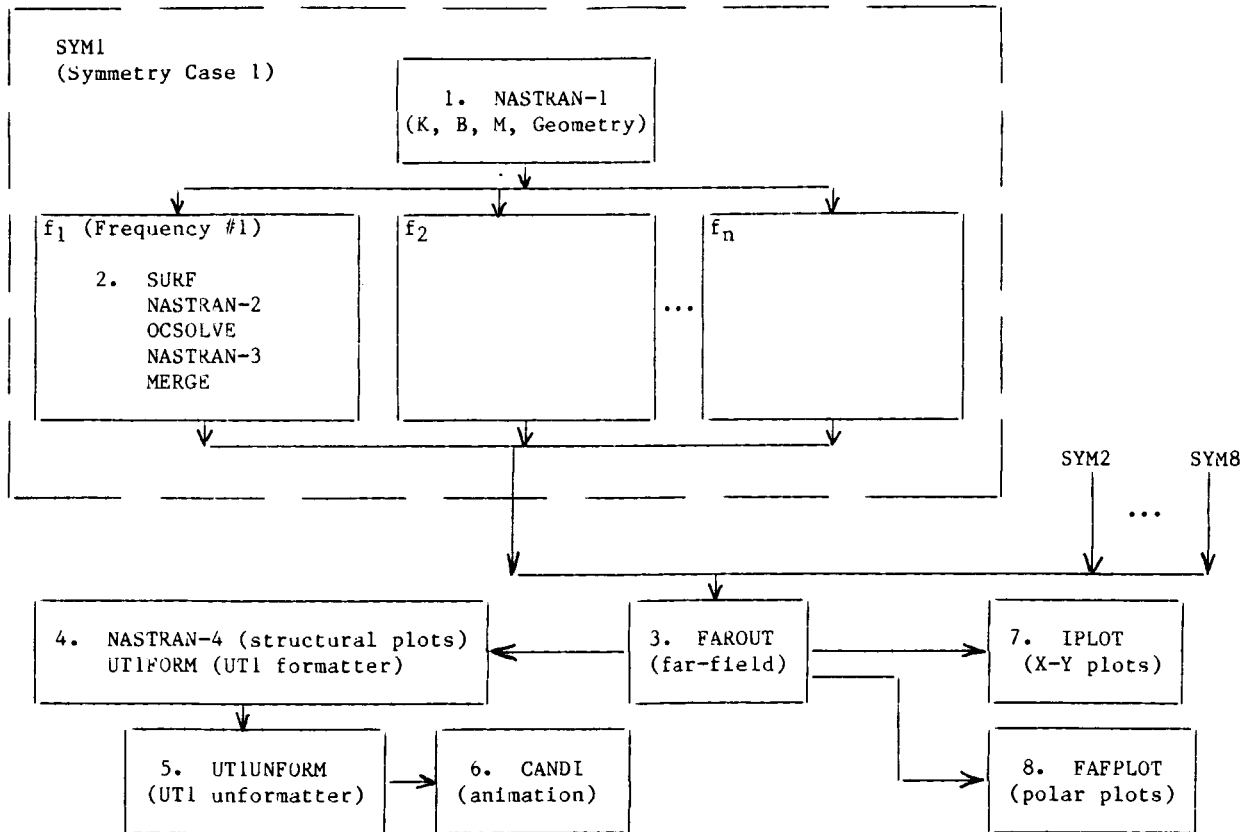 SYM1
(Symmetry Case 1)
1. NASTRAN-1
(K, B, M, Geometry)
f1 (Frequency #1)
2. SURF
NASTRAN-2
OCSOLVE
NASTRAN-3
MERGE
f2
...
fn
SYM2
...
SYM8
4. NASTRAN-4 (structural plots)
UT1FORM (UT1 formatter)
3. FAROUT
(far-field)
7. IPLOT
(X-Y plots)
5. UT1UNFORM
(UT1 unformatter)
6. CANDI
(animation)
8. FAFPLOT
(polar plots)